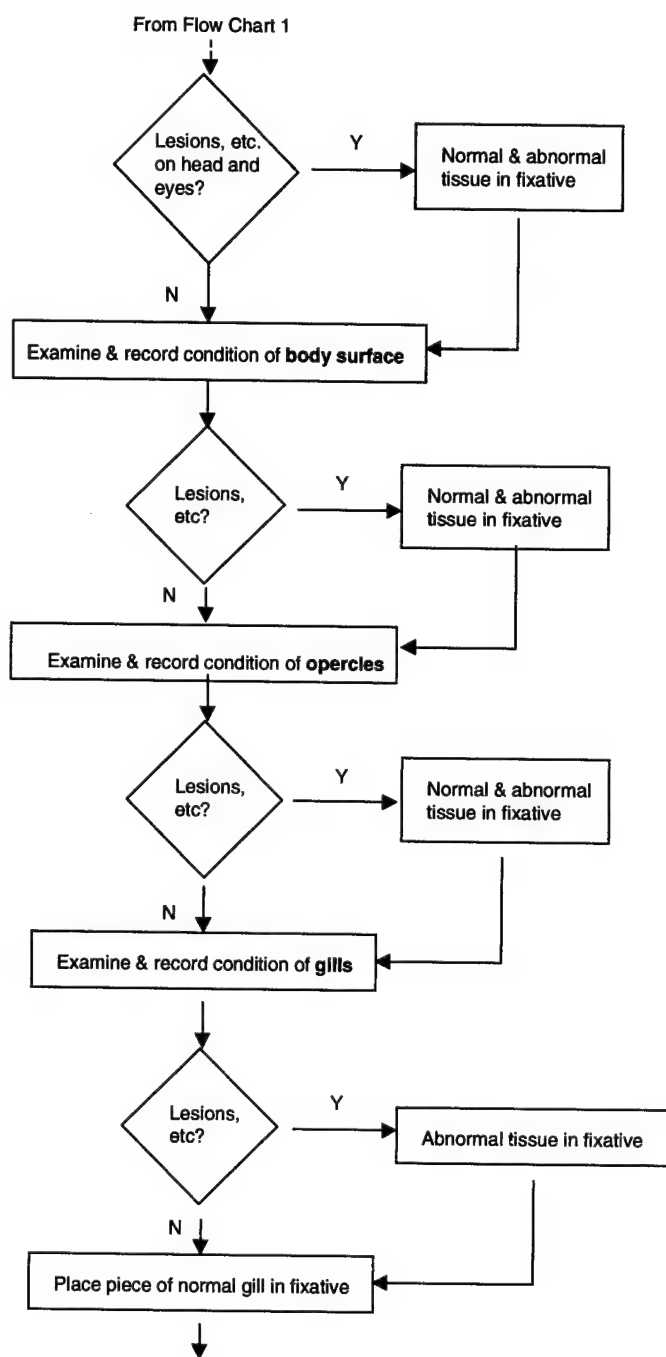 From Flow Chart 1
Lesions, etc.
on head and
eyes?
Y
Normal & abnormal
tissue in fixative
N
Examine & record condition of body surface
Lesions,
etc?
Y
Normal & abnormal
tissue in fixative
N
Examine & record condition of opercles
Lesions,
etc?
Y
Normal & abnormal
tissue in fixative
N
Examine & record condition of gills
Lesions,
etc?
Y
Abnormal tissue in fixative
N
Place piece of normal gill in fixative